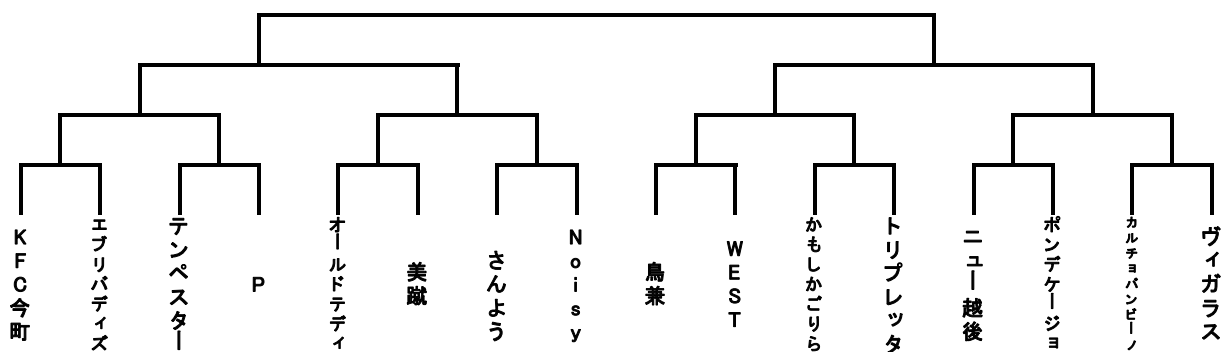 KFC今町
エブリバディズ
テンペスター
P
オールドテディ
美蹴
さんよう
Noisy
鳥兼
WEST
かもしかごりら
トリプレッタ
ニュー越後
ポンデケージョ
カルチョバンビーノ
ヴィガラス